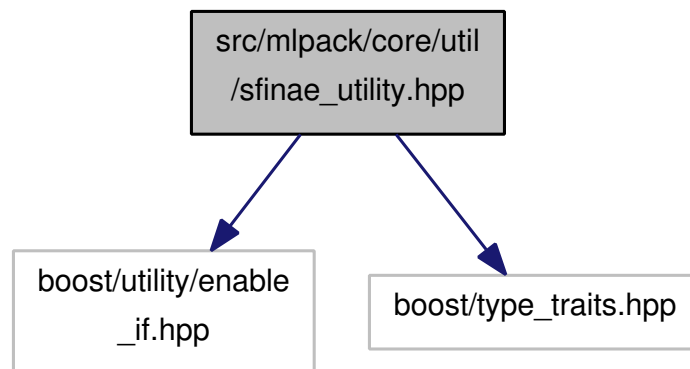 src/mlpack/core/util
/sfinae_utility.hpp
boost/utility/enable
_if.hpp
boost/type_traits.hpp